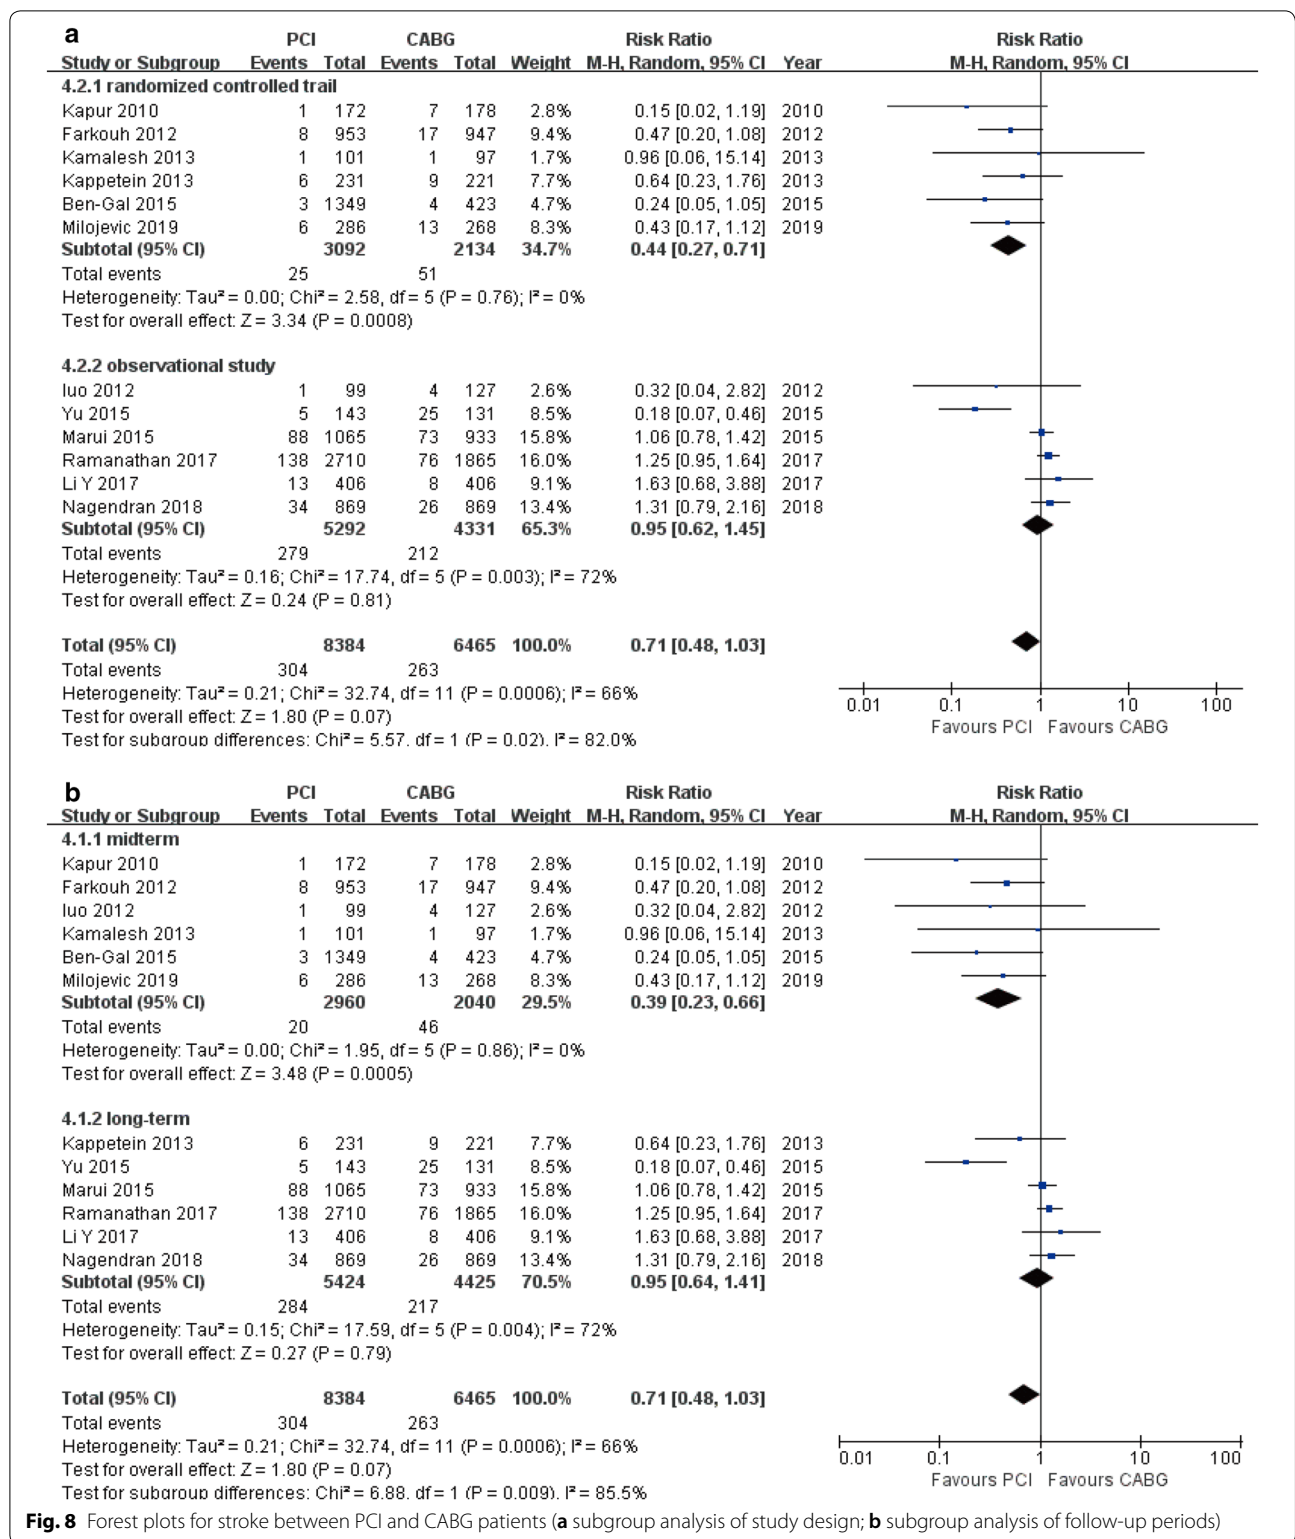 a
PCI CABG Risk Ratio Risk Ratio
Study or Subgroup Events Total Events Total Weight M-H, Random, 95% CI Year M-H, Random, 95% CI
4.2.1 randomized controlled trail
Kapur 2010 1 172 7 178 2.8% 0.15 [0.02, 1.19] 2010
Farkouh 2012 8 953 17 947 9.4% 0.47 [0.20, 1.08] 2012
Kamalesh 2013 1 101 1 97 1.7% 0.96 [0.06, 15.14] 2013
Kappetein 2013 6 231 9 221 7.7% 0.64 [0.23, 1.76] 2013
Ben-Gal 2015 3 1349 4 423 4.7% 0.24 [0.05, 1.05] 2015
Milojevic 2019 6 286 13 268 8.3% 0.43 [0.17, 1.12] 2019
Subtotal (95% CI) 3092 2134 34.7% 0.44 [0.27, 0.71]
Total events 25 51
Heterogeneity: Tau² = 0.00; Chi² = 2.58, df = 5 (P = 0.76); I² = 0%
Test for overall effect: Z = 3.34 (P = 0.0008)
4.2.2 observational study
luo 2012 1 99 4 127 2.6% 0.32 [0.04, 2.82] 2012
Yu 2015 5 143 25 131 8.5% 0.18 [0.07, 0.46] 2015
Marui 2015 88 1065 73 933 15.8% 1.06 [0.78, 1.42] 2015
Ramanathan 2017 138 2710 76 1865 16.0% 1.25 [0.95, 1.64] 2017
Li Y 2017 13 406 8 406 9.1% 1.63 [0.68, 3.88] 2017
Nagendran 2018 34 869 26 869 13.4% 1.31 [0.79, 2.16] 2018
Subtotal (95% CI) 5292 4331 65.3% 0.95 [0.62, 1.45]
Total events 279 212
Heterogeneity: Tau² = 0.16; Chi² = 17.74, df = 5 (P = 0.003); I² = 72%
Test for overall effect: Z = 0.24 (P = 0.81)
Total (95% CI) 8384 6465 100.0% 0.71 [0.48, 1.03]
Total events 304 263
Heterogeneity: Tau² = 0.21; Chi² = 32.74, df = 11 (P = 0.0006); I² = 66%
Test for overall effect: Z = 1.80 (P = 0.07)
Test for subgroup differences: Chi² = 5.57, df = 1 (P = 0.02), I² = 82.0%
0.01 0.1 1 10 100
Favours PCI Favours CABG
b
PCI CABG Risk Ratio Risk Ratio
Study or Subgroup Events Total Events Total Weight M-H, Random, 95% CI Year M-H, Random, 95% CI
4.1.1 midterm
Kapur 2010 1 172 7 178 2.8% 0.15 [0.02, 1.19] 2010
Farkouh 2012 8 953 17 947 9.4% 0.47 [0.20, 1.08] 2012
luo 2012 1 99 4 127 2.6% 0.32 [0.04, 2.82] 2012
Kamalesh 2013 1 101 1 97 1.7% 0.96 [0.06, 15.14] 2013
Ben-Gal 2015 3 1349 4 423 4.7% 0.24 [0.05, 1.05] 2015
Milojevic 2019 6 286 13 268 8.3% 0.43 [0.17, 1.12] 2019
Subtotal (95% CI) 2960 2040 29.5% 0.39 [0.23, 0.66]
Total events 20 46
Heterogeneity: Tau² = 0.00; Chi² = 1.95, df = 5 (P = 0.86); I² = 0%
Test for overall effect: Z = 3.48 (P = 0.0005)
4.1.2 long-term
Kappetein 2013 6 231 9 221 7.7% 0.64 [0.23, 1.76] 2013
Yu 2015 5 143 25 131 8.5% 0.18 [0.07, 0.46] 2015
Marui 2015 88 1065 73 933 15.8% 1.06 [0.78, 1.42] 2015
Ramanathan 2017 138 2710 76 1865 16.0% 1.25 [0.95, 1.64] 2017
Li Y 2017 13 406 8 406 9.1% 1.63 [0.68, 3.88] 2017
Nagendran 2018 34 869 26 869 13.4% 1.31 [0.79, 2.16] 2018
Subtotal (95% CI) 5424 4425 70.5% 0.95 [0.64, 1.41]
Total events 284 217
Heterogeneity: Tau² = 0.15; Chi² = 17.59, df = 5 (P = 0.004); I² = 72%
Test for overall effect: Z = 0.27 (P = 0.79)
Total (95% CI) 8384 6465 100.0% 0.71 [0.48, 1.03]
Total events 304 263
Heterogeneity: Tau² = 0.21; Chi² = 32.74, df = 11 (P = 0.0006); I² = 66%
Test for overall effect: Z = 1.80 (P = 0.07)
Test for subgroup differences: Chi² = 6.88, df = 1 (P = 0.009), I² = 85.5%
0.01 0.1 1 10 100
Favours PCI Favours CABG
Fig. 8 Forest plots for stroke between PCI and CABG patients (a subgroup analysis of study design; b subgroup analysis of follow-up periods)